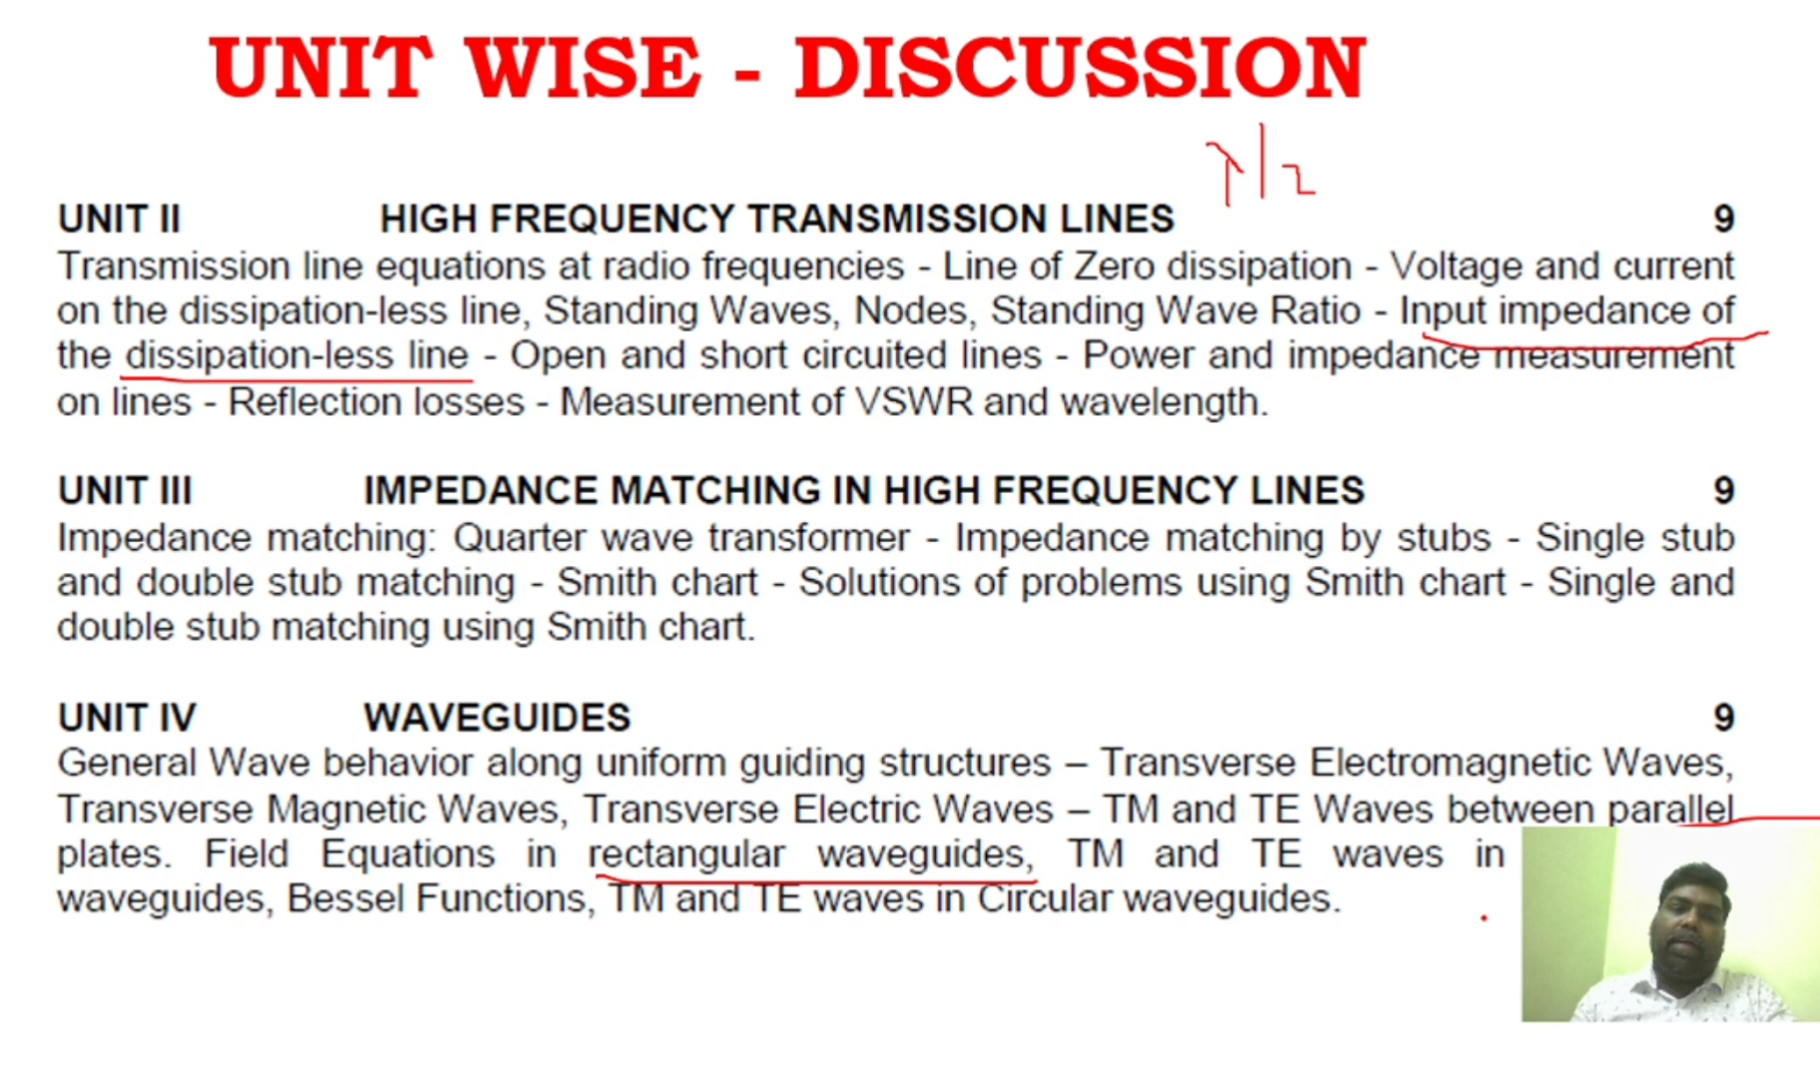 UNIT WISE - DISCUSSION
λ/2
UNIT II HIGH FREQUENCY TRANSMISSION LINES 9
Transmission line equations at radio frequencies - Line of Zero dissipation - Voltage and current
on the dissipation-less line, Standing Waves, Nodes, Standing Wave Ratio - Input impedance of
the dissipation-less line - Open and short circuited lines - Power and impedance measurement
on lines - Reflection losses - Measurement of VSWR and wavelength.
UNIT III IMPEDANCE MATCHING IN HIGH FREQUENCY LINES 9
Impedance matching: Quarter wave transformer - Impedance matching by stubs - Single stub
and double stub matching - Smith chart - Solutions of problems using Smith chart - Single and
double stub matching using Smith chart.
UNIT IV WAVEGUIDES 9
General Wave behavior along uniform guiding structures – Transverse Electromagnetic Waves,
Transverse Magnetic Waves, Transverse Electric Waves – TM and TE Waves between parallel
plates. Field Equations in rectangular waveguides, TM and TE waves in
waveguides, Bessel Functions, TM and TE waves in Circular waveguides.